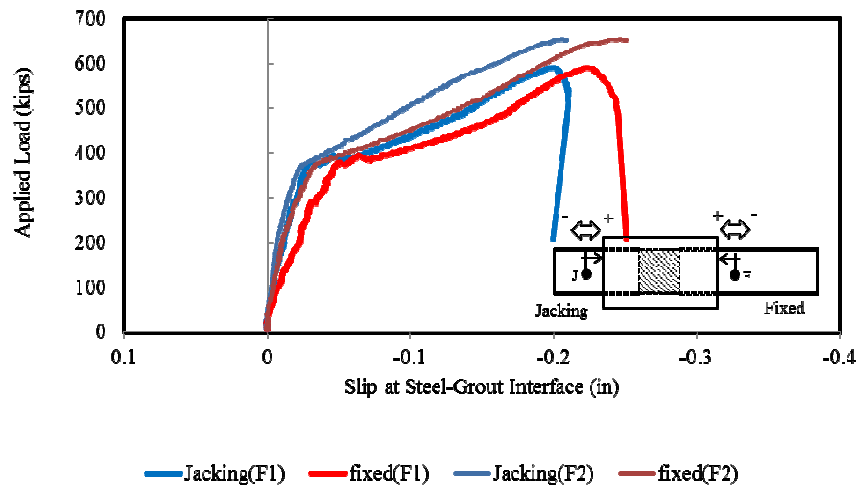 700
600
500
400
300
200
100
0
Applied Load (kips)
0.1 0 -0.1 -0.2 -0.3 -0.4
Slip at Steel-Grout Interface (in)
- + + -
J
Jacking Fixed
Jacking(F1) fixed(F1) Jacking(F2) fixed(F2)